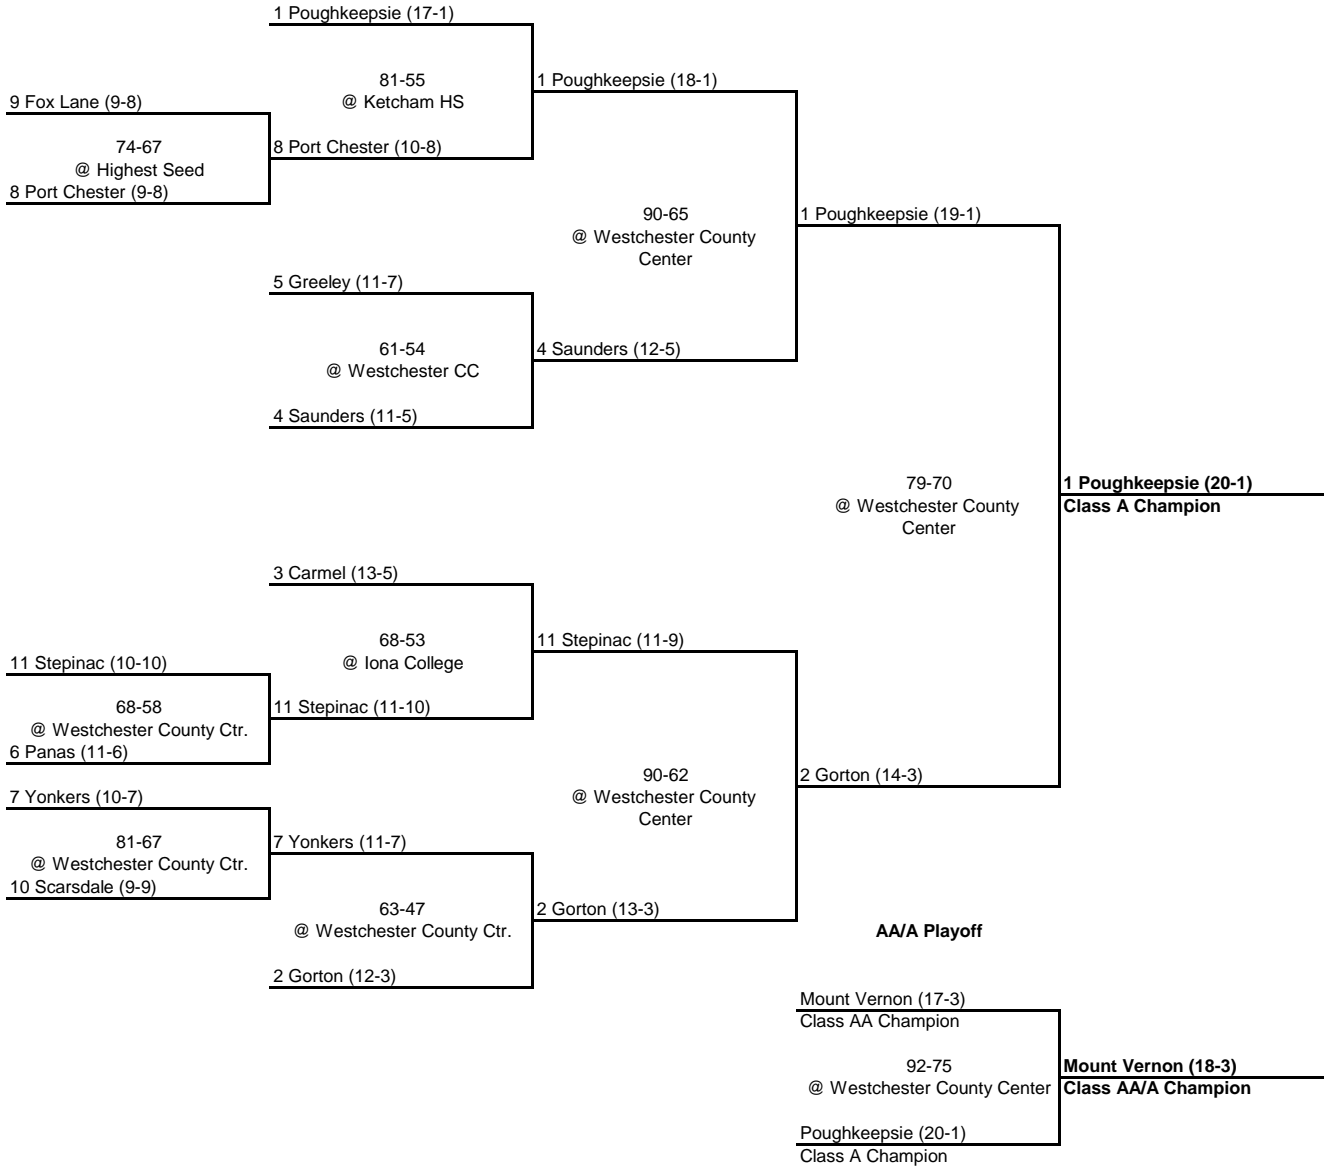 1 Poughkeepsie (17-1)
81-55
@ Ketcham HS
1 Poughkeepsie (18-1)
9 Fox Lane (9-8)
74-67
@ Highest Seed
8 Port Chester (10-8)
8 Port Chester (9-8)
90-65
@ Westchester County
Center
1 Poughkeepsie (19-1)
5 Greeley (11-7)
61-54
@ Westchester CC
4 Saunders (12-5)
4 Saunders (11-5)
79-70
@ Westchester County
Center
1 Poughkeepsie (20-1)
Class A Champion
3 Carmel (13-5)
68-53
@ Iona College
11 Stepinac (11-9)
11 Stepinac (10-10)
68-58
@ Westchester County Ctr.
11 Stepinac (11-10)
6 Panas (11-6)
90-62
@ Westchester County
Center
2 Gorton (14-3)
7 Yonkers (10-7)
81-67
@ Westchester County Ctr.
7 Yonkers (11-7)
10 Scarsdale (9-9)
63-47
@ Westchester County Ctr.
2 Gorton (13-3)
2 Gorton (12-3)
AA/A Playoff
Mount Vernon (17-3)
Class AA Champion
92-75
@ Westchester County Center
Mount Vernon (18-3)
Class AA/A Champion
Poughkeepsie (20-1)
Class A Champion